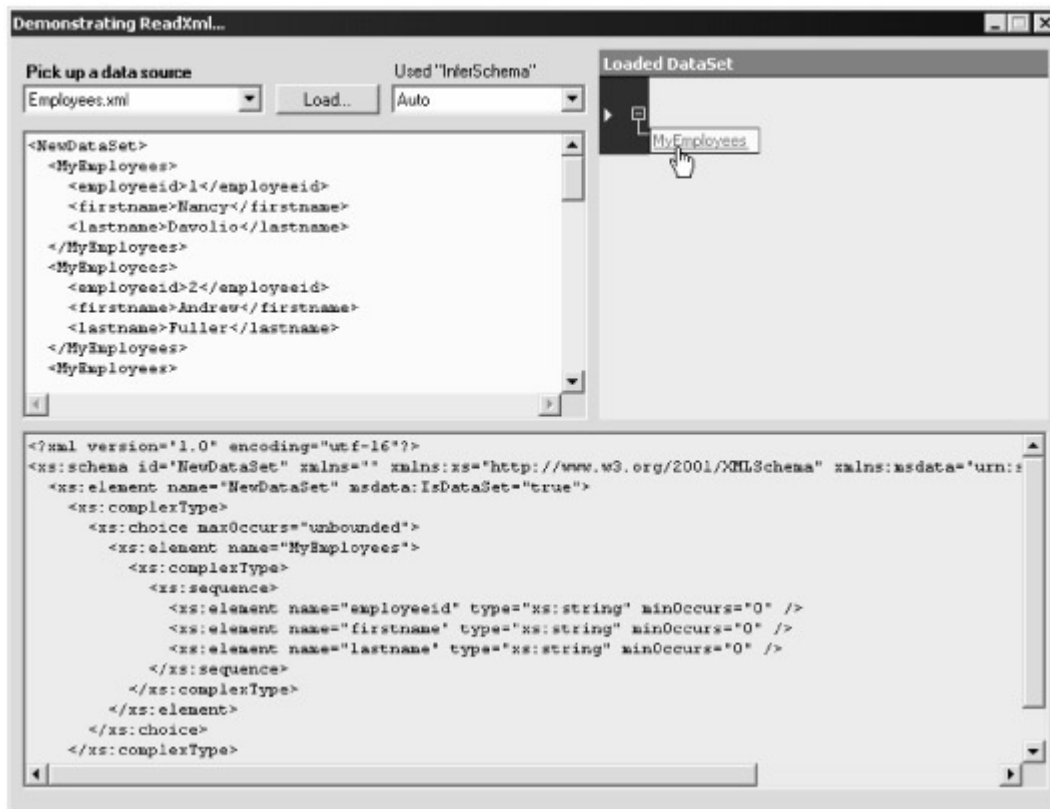 Demonstrating ReadXml...
Pick up a data source
Used "InferSchema"
Employees.xml
Load...
Auto
Loaded DataSet
MyEmployees
<NewDataSet>
<MyEmployees>
<employeeid>1</employeeid>
<firstname>Nancy</firstname>
<lastname>Davolio</lastname>
</MyEmployees>
<MyEmployees>
<employeeid>2</employeeid>
<firstname>Andrew</firstname>
<lastname>Fuller</lastname>
</MyEmployees>
<MyEmployees>
<?xml version="1.0" encoding="utf-16"?>
<xs:schema id="NewDataSet" xmlns="" xmlns:xs="http://www.w3.org/2001/XMLSchema" xmlns:msdata="urn:s
<xs:element name="NewDataSet" msdata:IsDataSet="true">
<xs:complexType>
<xs:choice maxOccurs="unbounded">
<xs:element name="MyEmployees">
<xs:complexType>
<xs:sequence>
<xs:element name="employeeid" type="xs:string" minOccurs="0" />
<xs:element name="firstname" type="xs:string" minOccurs="0" />
<xs:element name="lastname" type="xs:string" minOccurs="0" />
</xs:sequence>
</xs:complexType>
</xs:element>
</xs:choice>
</xs:complexType>